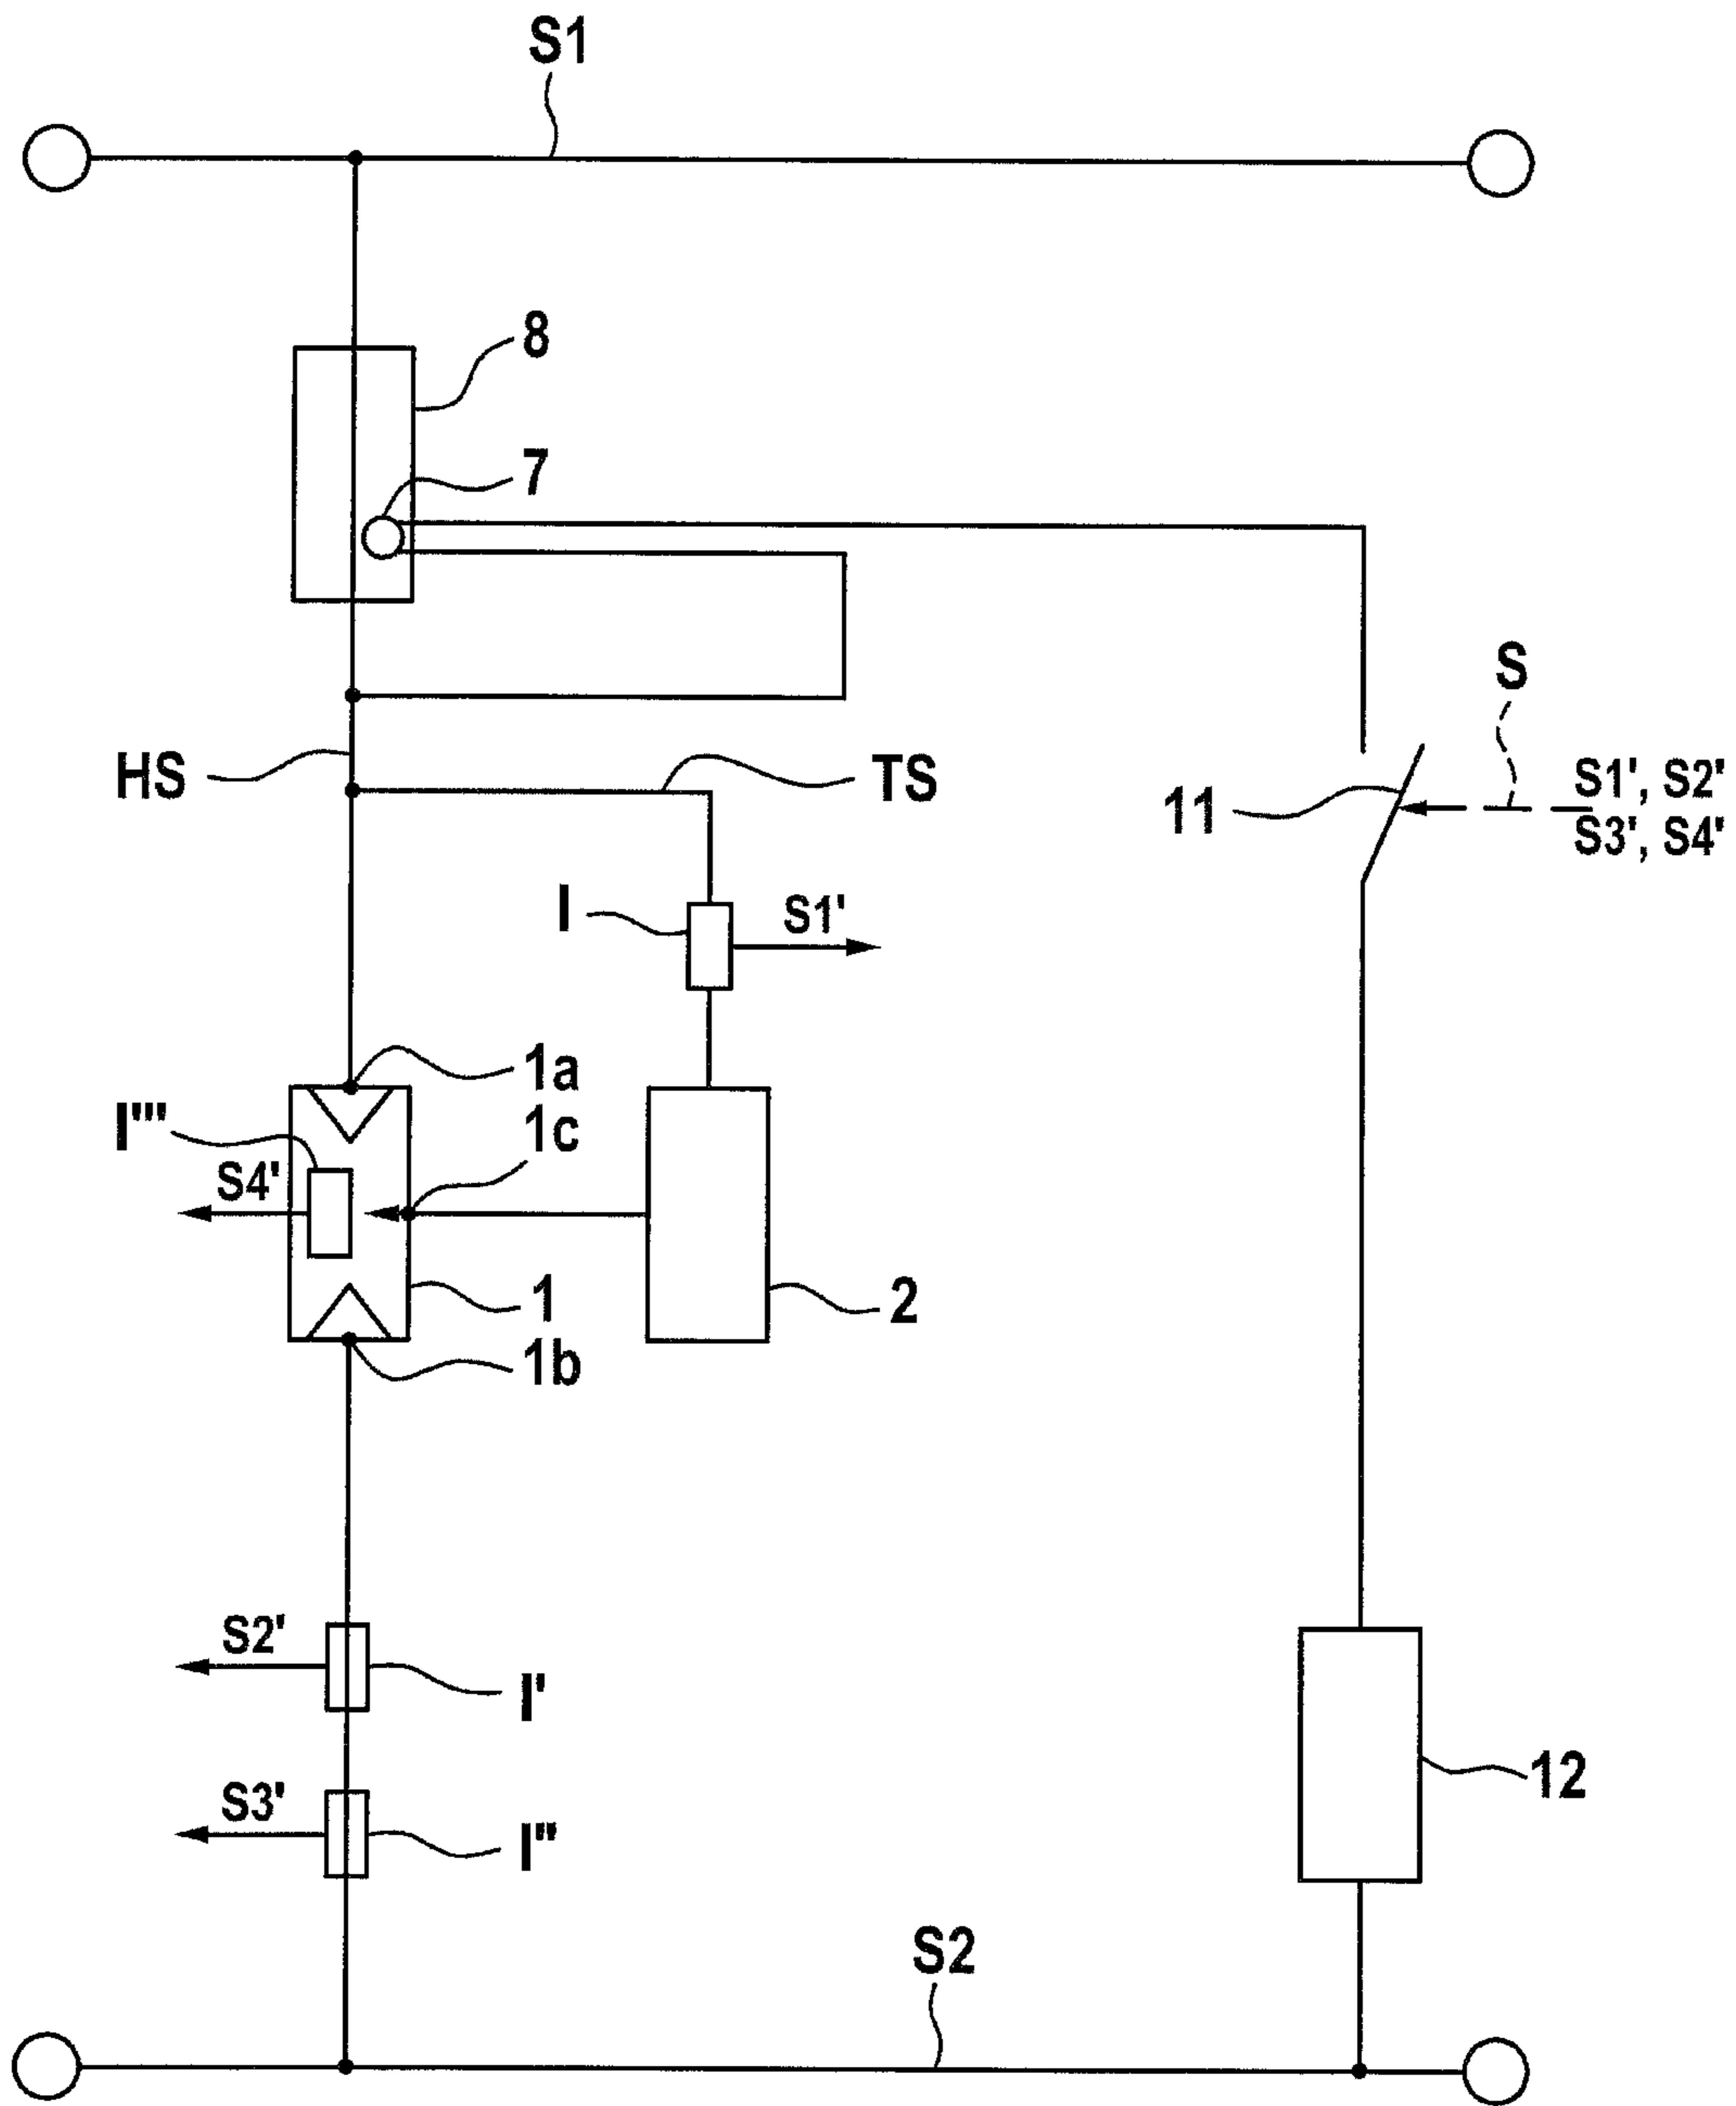 S1
8
7
S
HS
TS
11
S1', S2'
S3', S4'
I
S1'
1a
I'''
1c
S4'
1
2
1b
S2'
I'
12
S3'
I''
S2